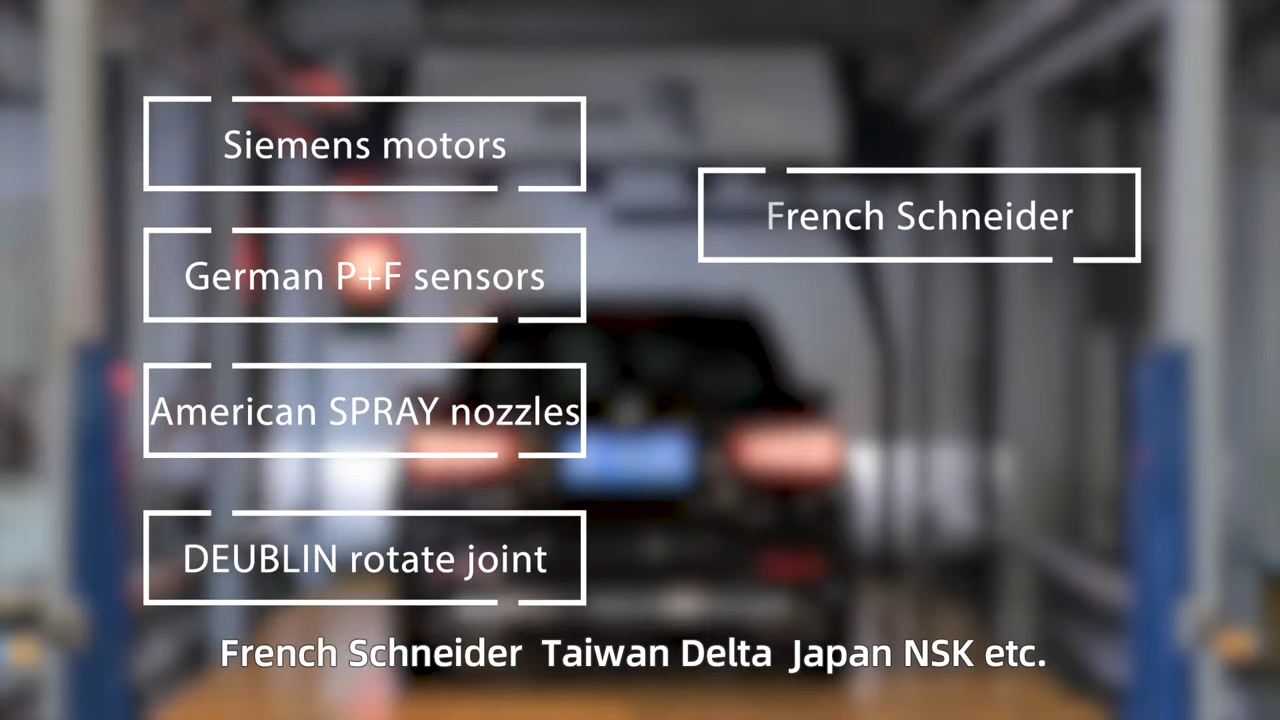 Siemens motors
German P+F sensors
American SPRAY nozzles
DEUBLIN rotate joint
French Schneider
French Schneider Taiwan Delta Japan NSK etc.